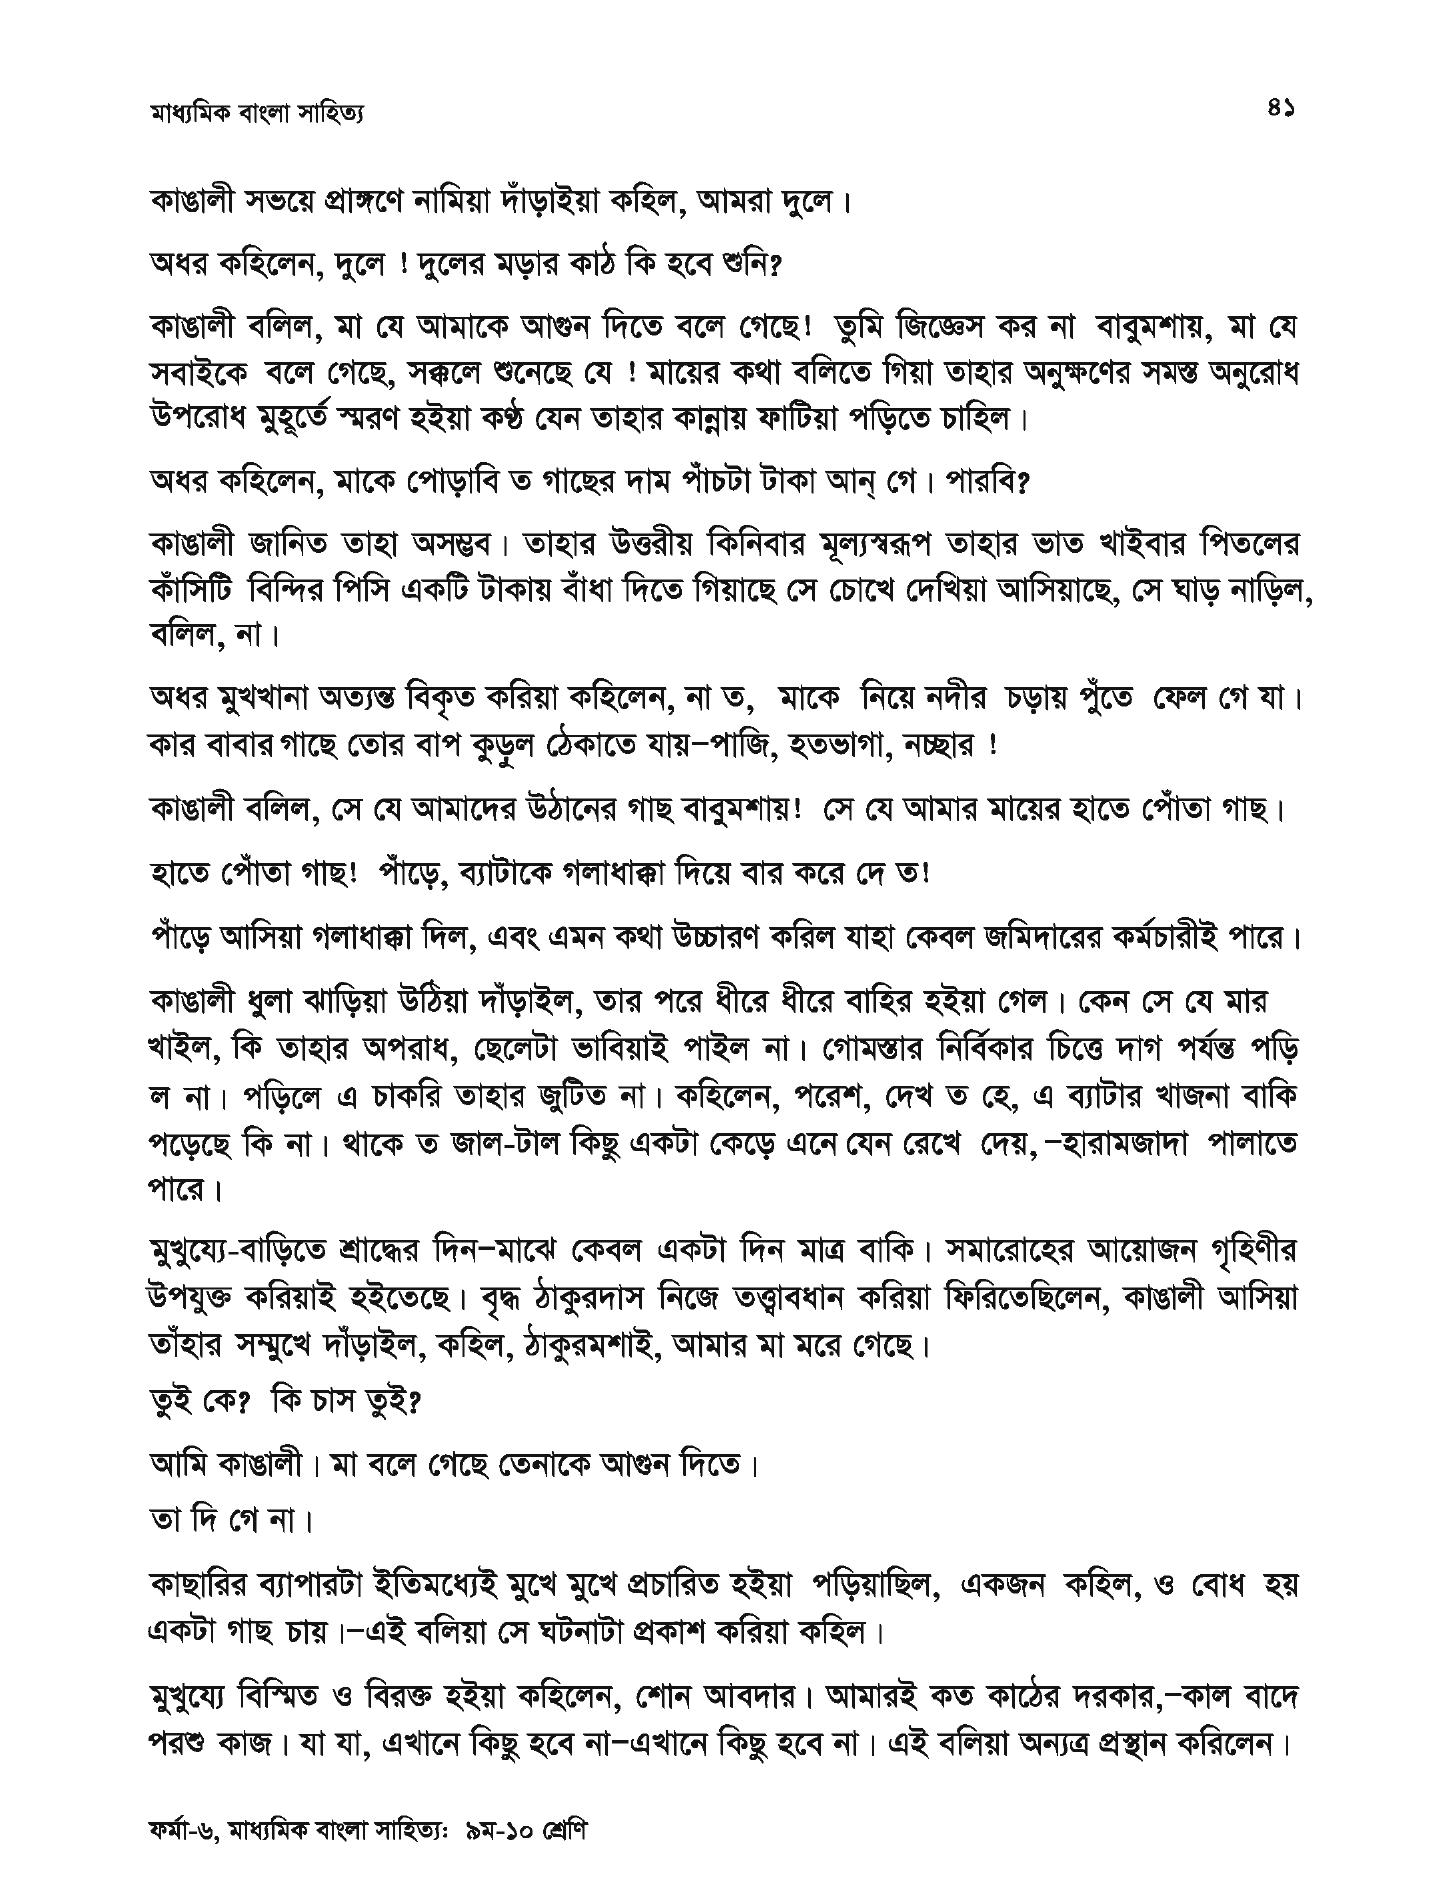 মাধ্যমিক বাংলা সাহিত্য
৪১
কাঙালী সভয়ে প্রাঙ্গণে নামিয়া দাঁড়াইয়া কহিল, আমরা দুলে।
অধর কহিলেন, দুলে ! দুলের মড়ার কাঠ কি হবে শুনি?
কাঙালী বলিল, মা যে আমাকে আগুন দিতে বলে গেছে! তুমি জিজ্ঞেস কর না বাবুমশায়, মা যে
সবাইকে বলে গেছে, সক্কলে শুনেছে যে ! মায়ের কথা বলিতে গিয়া তাহার অনুক্ষণের সমস্ত অনুরোধ
উপরোধ মুহূর্তে স্মরণ হইয়া কণ্ঠ যেন তাহার কান্নায় ফাটিয়া পড়িতে চাহিল।
অধর কহিলেন, মাকে পোড়াবি ত গাছের দাম পাঁচটা টাকা আন্ গে। পারবি?
কাঙালী জানিত তাহা অসম্ভব। তাহার উত্তরীয় কিনিবার মূল্যস্বরূপ তাহার ভাত খাইবার পিতলের
কাঁসিটি বিন্দির পিসি একটি টাকায় বাঁধা দিতে গিয়াছে সে চোখে দেখিয়া আসিয়াছে, সে ঘাড় নাড়িল,
বলিল, না।
অধর মুখখানা অত্যন্ত বিকৃত করিয়া কহিলেন, না ত, মাকে নিয়ে নদীর চড়ায় পুঁতে ফেল গে যা।
কার বাবার গাছে তোর বাপ কুড়ুল ঠেকাতে যায়–পাজি, হতভাগা, নচ্ছার !
কাঙালী বলিল, সে যে আমাদের উঠানের গাছ বাবুমশায়! সে যে আমার মায়ের হাতে পোঁতা গাছ।
হাতে পোঁতা গাছ! পাঁড়ে, ব্যাটাকে গলাধাক্কা দিয়ে বার করে দে ত!
পাঁড়ে আসিয়া গলাধাক্কা দিল, এবং এমন কথা উচ্চারণ করিল যাহা কেবল জমিদারের কর্মচারীই পারে।
কাঙালী ধুলা ঝাড়িয়া উঠিয়া দাঁড়াইল, তার পরে ধীরে ধীরে বাহির হইয়া গেল। কেন সে যে মার
খাইল, কি তাহার অপরাধ, ছেলেটা ভাবিয়াই পাইল না। গোমস্তার নির্বিকার চিত্তে দাগ পর্যন্ত পড়ি
ল না। পড়িলে এ চাকরি তাহার জুটিত না। কহিলেন, পরেশ, দেখ ত হে, এ ব্যাটার খাজনা বাকি
পড়েছে কি না। থাকে ত জাল-টাল কিছু একটা কেড়ে এনে যেন রেখে দেয়, –হারামজাদা পালাতে
পারে।
মুখুয্যে-বাড়িতে শ্রাদ্ধের দিন–মাঝে কেবল একটা দিন মাত্র বাকি। সমারোহের আয়োজন গৃহিণীর
উপযুক্ত করিয়াই হইতেছে। বৃদ্ধ ঠাকুরদাস নিজে তত্ত্বাবধান করিয়া ফিরিতেছিলেন, কাঙালী আসিয়া
তাঁহার সম্মুখে দাঁড়াইল, কহিল, ঠাকুরমশাই, আমার মা মরে গেছে।
তুই কে? কি চাস তুই?
আমি কাঙালী। মা বলে গেছে তেনাকে আগুন দিতে।
তা দি গে না।
কাছারির ব্যাপারটা ইতিমধ্যেই মুখে মুখে প্রচারিত হইয়া পড়িয়াছিল, একজন কহিল, ও বোধ হয়
একটা গাছ চায়।–এই বলিয়া সে ঘটনাটা প্রকাশ করিয়া কহিল।
মুখুয্যে বিস্মিত ও বিরক্ত হইয়া কহিলেন, শোন আবদার। আমারই কত কাঠের দরকার,–কাল বাদে
পরশু কাজ। যা যা, এখানে কিছু হবে না–এখানে কিছু হবে না। এই বলিয়া অন্যত্র প্রস্থান করিলেন।
ফর্মা-৬, মাধ্যমিক বাংলা সাহিত্য: ৯ম-১০ শ্রেণি